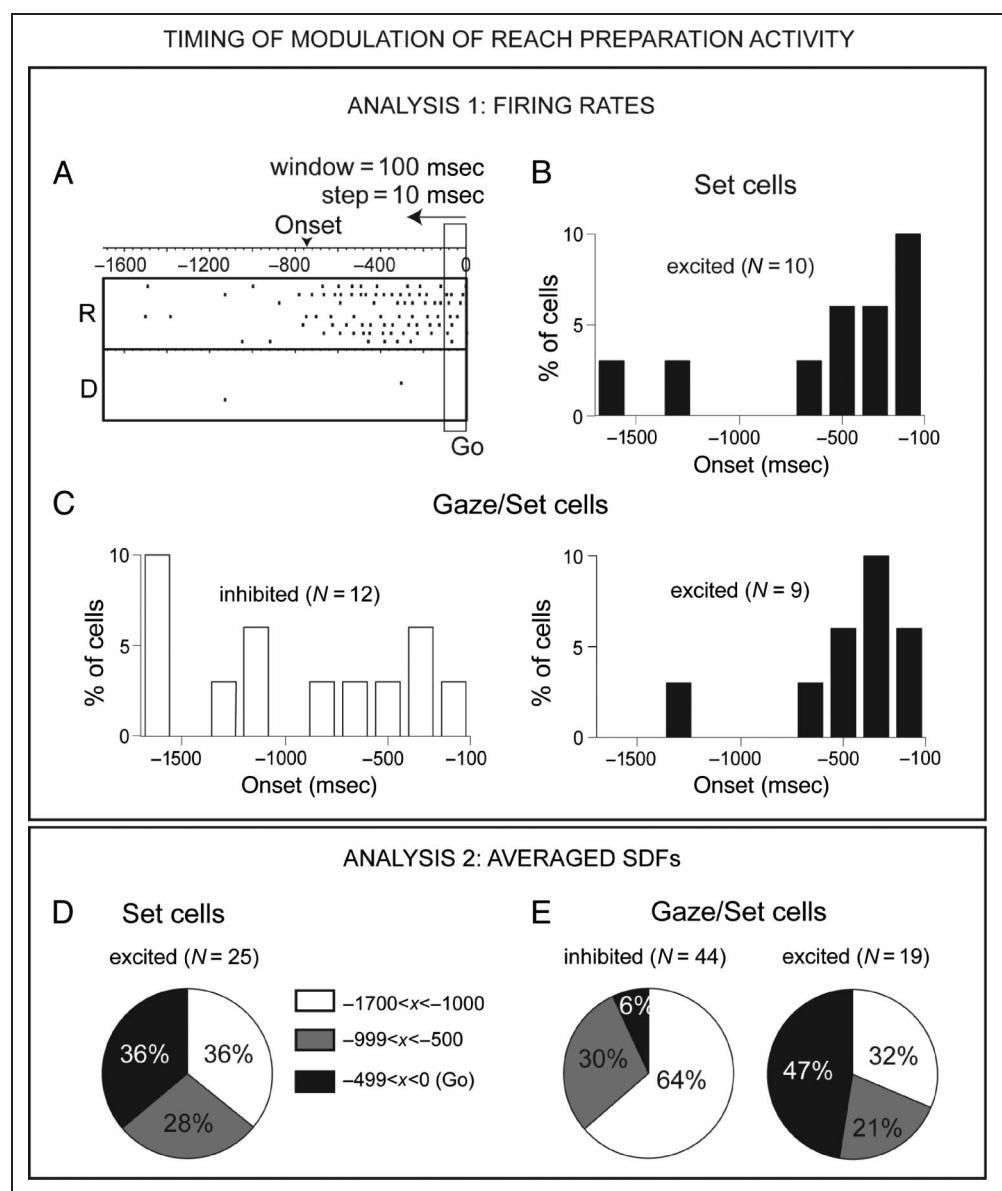 TIMING OF MODULATION OF REACH PREPARATION ACTIVITY
ANALYSIS 1: FIRING RATES
A
window = 100 msec
step = 10 msec
Onset
−1600 −1200 −800 −400 0
R
D
Go
B
Set cells
excited (N = 10)
% of cells
10
5
0
−1500 −1000 −500 −100
Onset (msec)
C
Gaze/Set cells
inhibited (N = 12)
% of cells
10
5
0
−1500 −1000 −500 −100
Onset (msec)
excited (N = 9)
% of cells
10
5
0
−1500 −1000 −500 −100
Onset (msec)
ANALYSIS 2: AVERAGED SDFs
D Set cells
excited (N = 25)
36%
36%
28%
−1700<x<−1000
−999<x<−500
−499<x<0 (Go)
E Gaze/Set cells
inhibited (N = 44)
6%
30%
64%
excited (N = 19)
47%
32%
21%